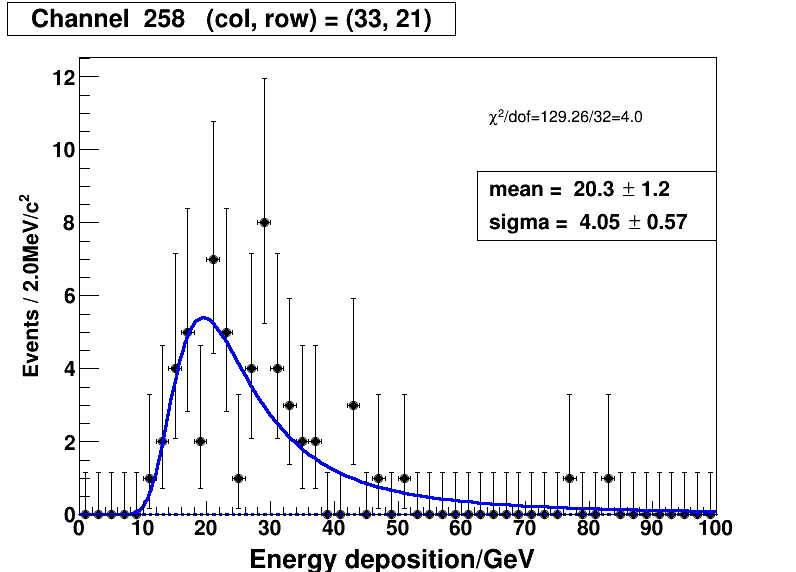 Channel 258 (col, row) = (33, 21)
χ²/dof=129.26/32=4.0
mean = 20.3 ± 1.2
sigma = 4.05 ± 0.57
Events / 2.0MeV/c²
12
10
8
6
4
2
0
0 10 20 30 40 50 60 70 80 90 100
Energy deposition/GeV